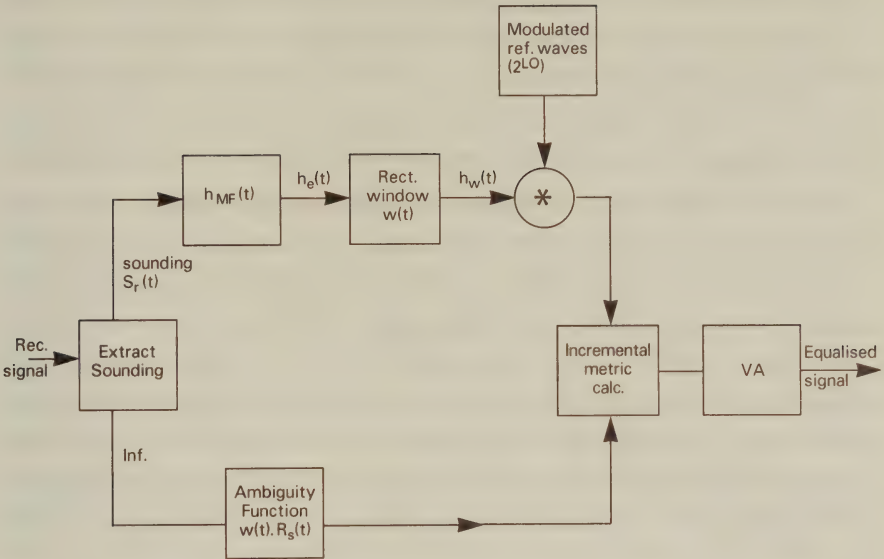 Modulated
ref. waves
(2^LO)
h_MF(t)
h_e(t)
Rect.
window
w(t)
h_w(t)
*
sounding
S_r(t)
Rec.
signal
Extract
Sounding
Incremental
metric
calc.
VA
Equalised
signal
Inf.
Ambiguity
Function
w(t). R_s(t)